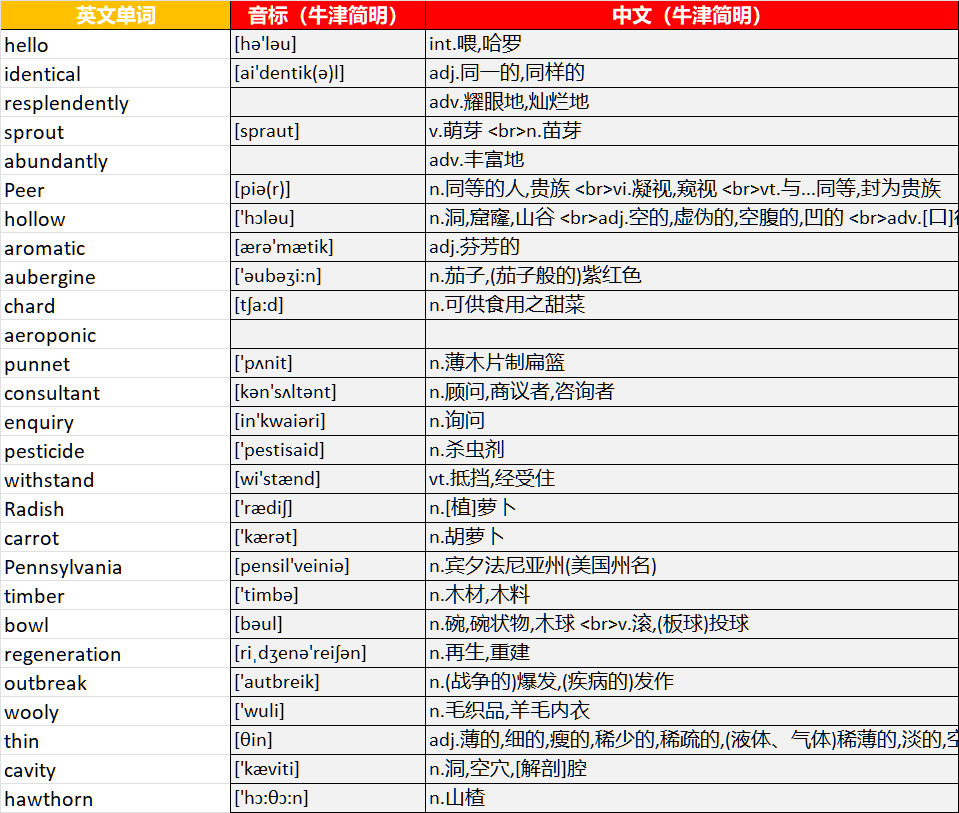 英文单词 音标（牛津简明） 中文（牛津简明）
hello [hə'ləu] int.喂,哈罗
identical [ai'dentik(ə)l] adj.同一的,同样的
resplendently adv.耀眼地,灿烂地
sprout [spraut] v.萌芽 <br>n.苗芽
abundantly adv.丰富地
Peer [piə(r)] n.同等的人,贵族 <br>vi.凝视,窥视 <br>vt.与...同等,封为贵族
hollow ['hɔləu] n.洞,窟窿,山谷 <br>adj.空的,虚伪的,空腹的,凹的 <br>adv.[口]
aromatic [ærə'mætik] adj.芬芳的
aubergine ['əubəʒi:n] n.茄子,(茄子般的)紫红色
chard [tʃa:d] n.可供食用之甜菜
aeroponic
punnet ['pʌnit] n.薄木片制扁篮
consultant [kən'sʌltənt] n.顾问,商议者,咨询者
enquiry [in'kwaiəri] n.询问
pesticide ['pestisaid] n.杀虫剂
withstand [wi'stænd] vt.抵挡,经受住
Radish ['rædiʃ] n.[植]萝卜
carrot ['kærət] n.胡萝卜
Pennsylvania [pensil'veiniə] n.宾夕法尼亚州(美国州名)
timber ['timbə] n.木材,木料
bowl [bəul] n.碗,碗状物,木球 <br>v.滚,(板球)投球
regeneration [riˌdʒenə'reiʃən] n.再生,重建
outbreak ['autbreik] n.(战争的)爆发,(疾病的)发作
wooly ['wuli] n.毛织品,羊毛内衣
thin [θin] adj.薄的,细的,瘦的,稀少的,稀疏的,(液体、气体)稀薄的,淡的,
cavity ['kæviti] n.洞,空穴,[解剖]腔
hawthorn ['hɔ:θɔ:n] n.山楂